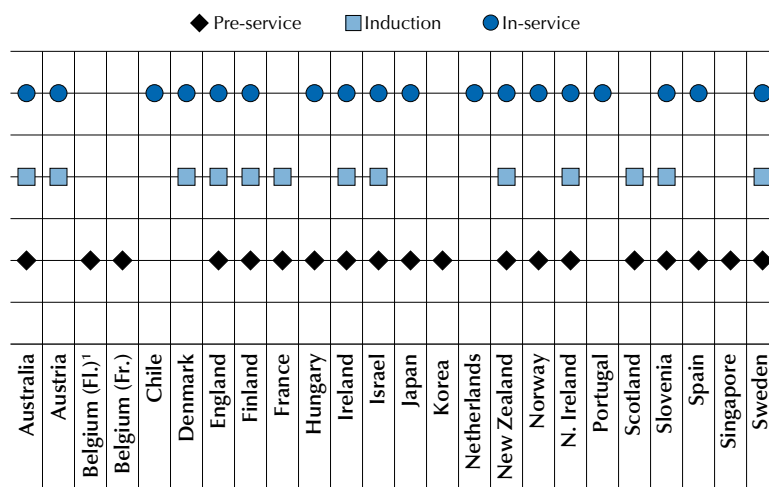 Pre-service Induction In-service
Australia
Austria
Belgium (Fl.)¹
Belgium (Fr.)
Chile
Denmark
England
Finland
France
Hungary
Ireland
Israel
Japan
Korea
Netherlands
New Zealand
Norway
N. Ireland
Portugal
Scotland
Slovenia
Spain
Singapore
Sweden